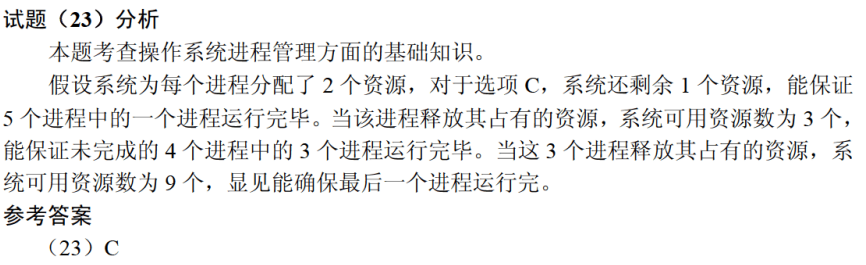 试题（23）分析
本题考查操作系统进程管理方面的基础知识。
假设系统为每个进程分配了 2 个资源，对于选项 C，系统还剩余 1 个资源，能保证
5 个进程中的一个进程运行完毕。当该进程释放其占有的资源，系统可用资源数为 3 个，
能保证未完成的 4 个进程中的 3 个进程运行完毕。当这 3 个进程释放其占有的资源，系
统可用资源数为 9 个，显见能确保最后一个进程运行完。
参考答案
（23）C